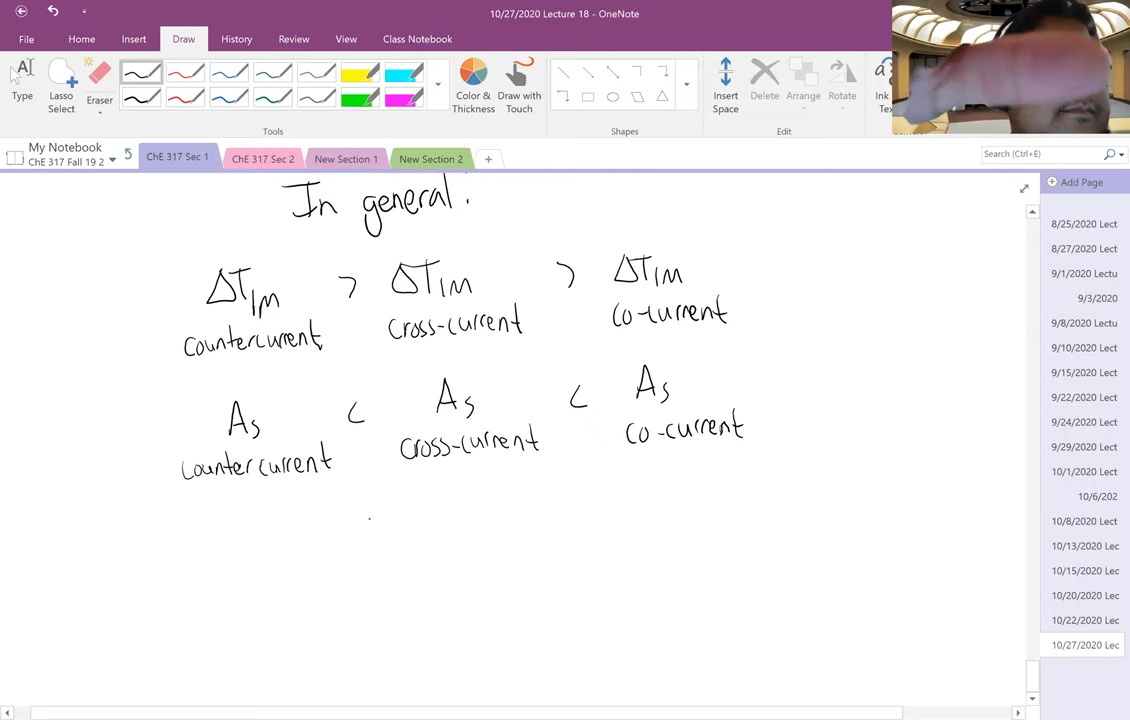 10/27/2020 Lecture 18 - OneNote
File Home Insert Draw History Review View Class Notebook
Type
Lasso Select
Eraser
Color & Thickness
Draw with Touch
Insert Space
Delete
Arrange
Rotate
Tools
Shapes
Edit
My Notebook
ChE 317 Fall 19 2
ChE 317 Sec 1
ChE 317 Sec 2
New Section 1
New Section 2
+
Search (Ctrl+E)
Add Page
8/25/2020 Lect
8/27/2020 Lect
9/1/2020 Lectu
9/3/2020
9/8/2020 Lectu
9/10/2020 Lect
9/15/2020 Lect
9/22/2020 Lect
9/24/2020 Lect
9/29/2020 Lect
10/1/2020 Lect
10/6/202
10/8/2020 Lect
10/13/2020 Lec
10/15/2020 Lec
10/20/2020 Lec
10/22/2020 Lec
10/27/2020 Lec
In general:
ΔTlm > ΔTlm > ΔTlm
countercurrent cross-current co-current
As < As < As
countercurrent cross-current co-current